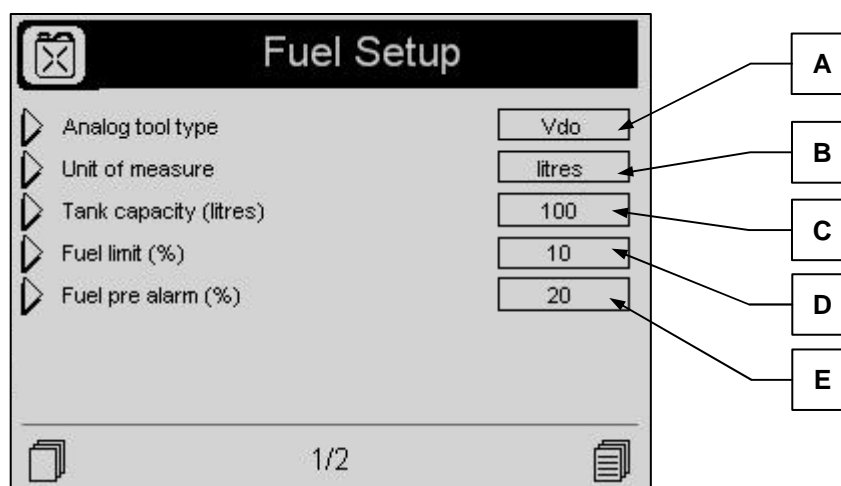 Fuel Setup
A
Analog tool type Vdo
B
Unit of measure litres
Tank capacity (litres) 100
C
Fuel limit (%) 10
D
Fuel pre alarm (%) 20
E
1/2